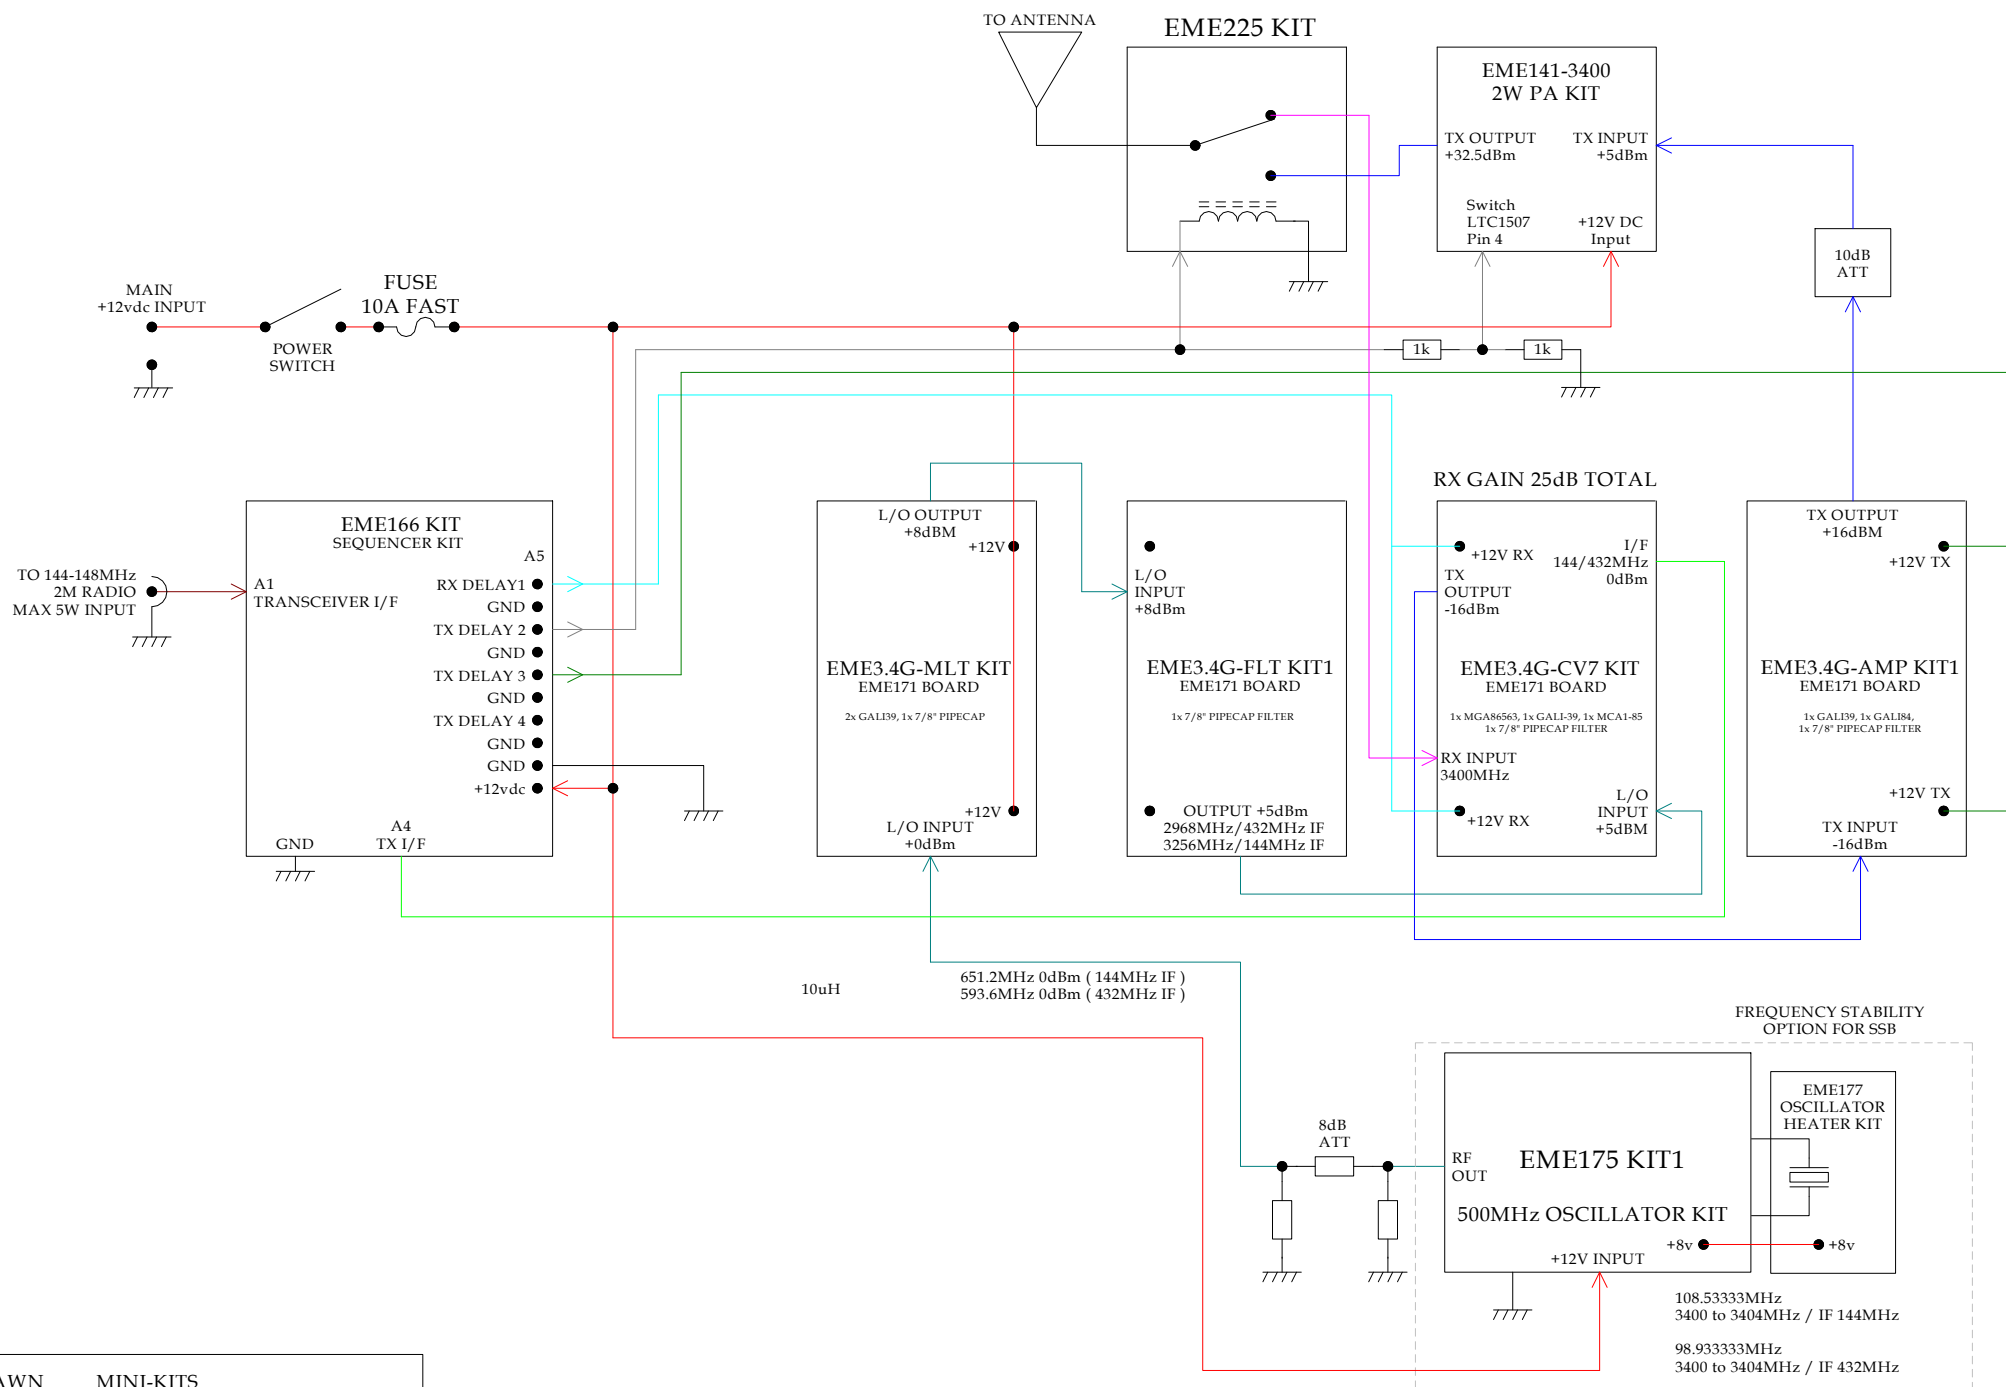 TO ANTENNA
EME225 KIT
EME141-3400
2W PA KIT
TX OUTPUT
+32.5dBm
TX INPUT
+5dBm
Switch
LTC1507
Pin 4
+12V DC
Input
10dB
ATT
MAIN
+12vdc INPUT
POWER
SWITCH
FUSE
10A FAST
1k
1k
RX GAIN 25dB TOTAL
EME166 KIT
SEQUENCER KIT
A5
TO 144-148MHz
2M RADIO
MAX 5W INPUT
A1
TRANSCEIVER I/F
RX DELAY1
GND
TX DELAY 2
GND
TX DELAY 3
GND
TX DELAY 4
GND
GND
+12vdc
A4
TX I/F
GND
L/O OUTPUT
+8dBM
+12V
EME3.4G-MLT KIT
EME171 BOARD
2x GALI39, 1x 7/8" PIPECAP
+12V
L/O INPUT
+0dBm
L/O
INPUT
+8dBm
EME3.4G-FLT KIT1
EME171 BOARD
1x 7/8" PIPECAP FILTER
OUTPUT +5dBm
2968MHz/432MHz IF
3256MHz/144MHz IF
+12V RX
I/F
144/432MHz
0dBm
TX
OUTPUT
-16dBm
EME3.4G-CV7 KIT
EME171 BOARD
1x MGA86563, 1x GALI-39, 1x MCA1-85
1x 7/8" PIPECAP FILTER
RX INPUT
3400MHz
L/O
INPUT
+5dBM
+12V RX
TX OUTPUT
+16dBM
+12V TX
EME3.4G-AMP KIT1
EME171 BOARD
1x GALI39, 1x GALI84,
1x 7/8" PIPECAP FILTER
+12V TX
TX INPUT
-16dBm
10uH
651.2MHz 0dBm ( 144MHz IF )
593.6MHz 0dBm ( 432MHz IF )
FREQUENCY STABILITY
OPTION FOR SSB
8dB
ATT
RF
OUT
EME175 KIT1
500MHz OSCILLATOR KIT
+12V INPUT
+8v
EME177
OSCILLATOR
HEATER KIT
+8v
108.53333MHz
3400 to 3404MHz / IF 144MHz
98.933333MHz
3400 to 3404MHz / IF 432MHz
AWN MINI-KITS